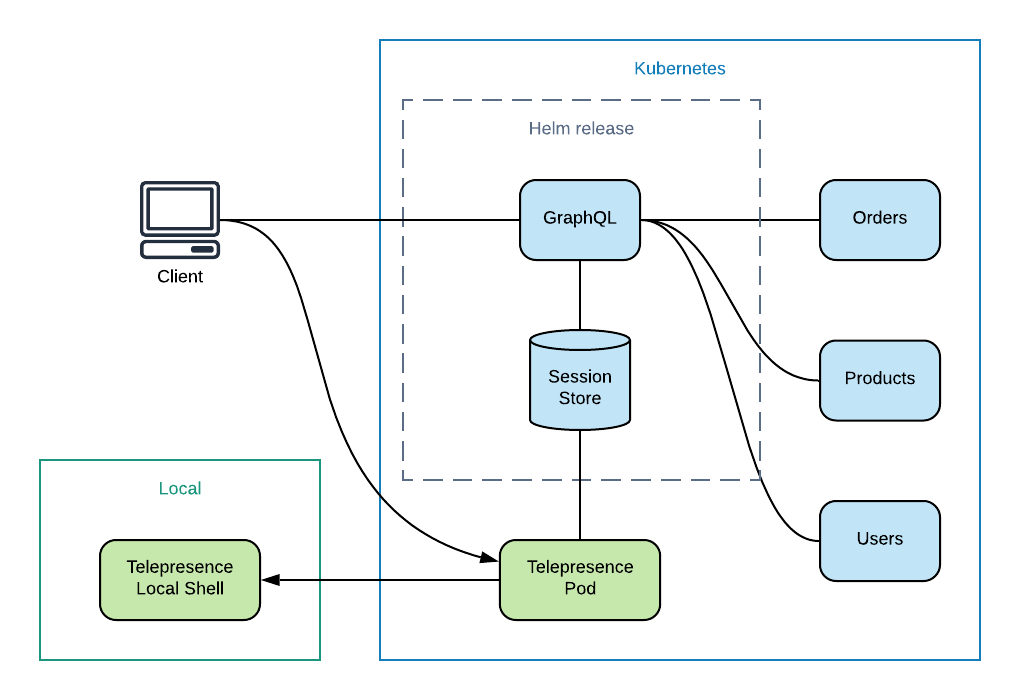 Kubernetes
Helm release
GraphQL
Orders
Client
Session
Store
Products
Local
Users
Telepresence
Local Shell
Telepresence
Pod